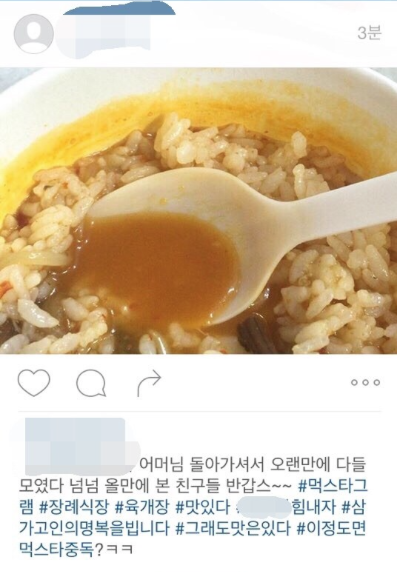 3분
어머님 돌아가셔서 오랜만에 다들
모였다 넘넘 올만에 본 친구들 반갑스~~ #먹스타그
램 #장례식장 #육개장 #맛있다 #힘내자 #삼
가고인의명복을빕니다 #그래도맛은있다 #이정도면
먹스타중독?ㅋㅋ